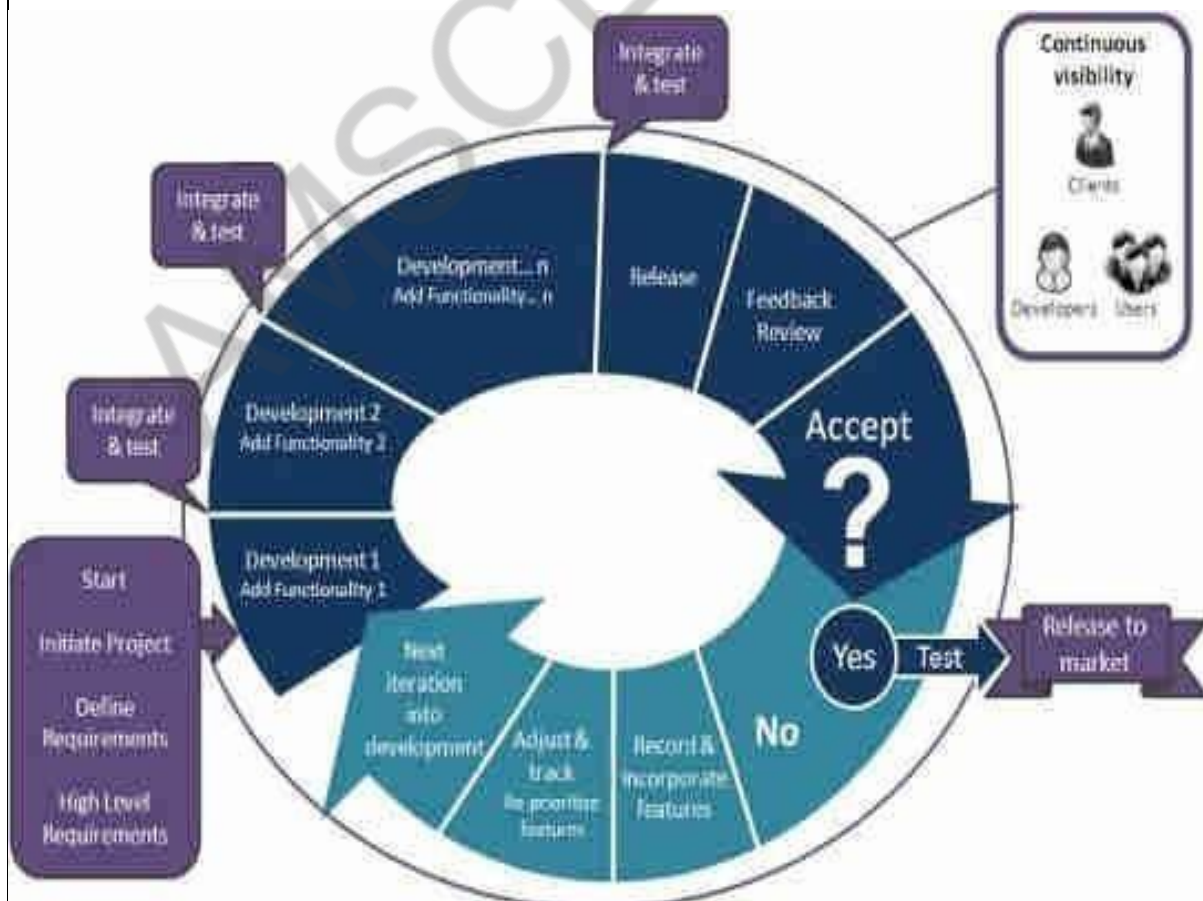 Start
Initiate Project
Define
Requirements
High Level
Requirements
Development 1
Add Functionality 1
Integrate
& test
Development 2
Add Functionality 2
Integrate
& test
Development... n
Add Functionality... n
Integrate
& test
Release
Feedback
Review
Accept
?
Yes
Test
Release to
market
No
Record &
incorporate
features
Adjust &
track
Re-prioritise
features
Next
iteration
into
development
Continuous
visibility
Clients
Developers
Users
AMSCE